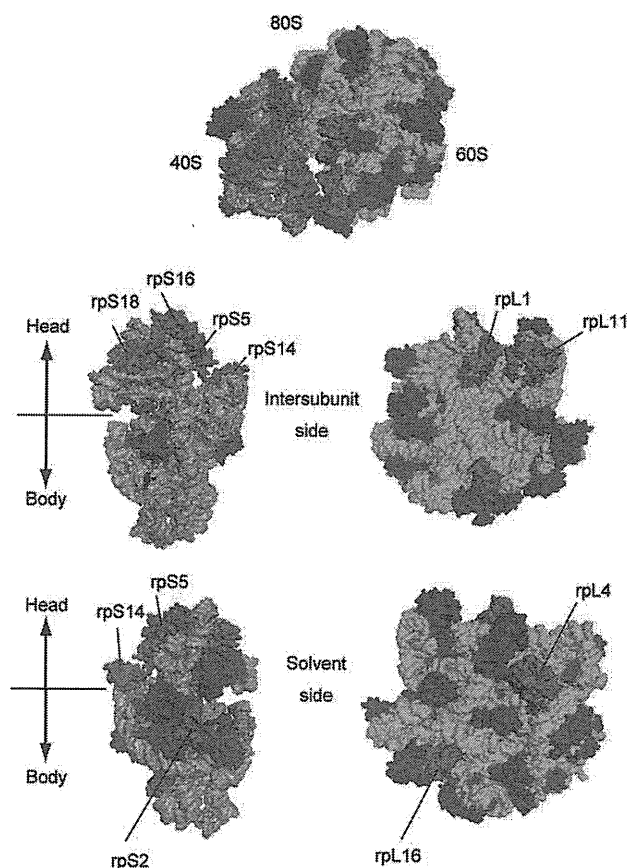 80S
40S
60S
rpS16
rpS18
rpS5
rpS14
Head
Body
Intersubunit
side
rpL1
rpL11
rpS5
rpS14
Head
Body
rpS2
Solvent
side
rpL4
rpL16